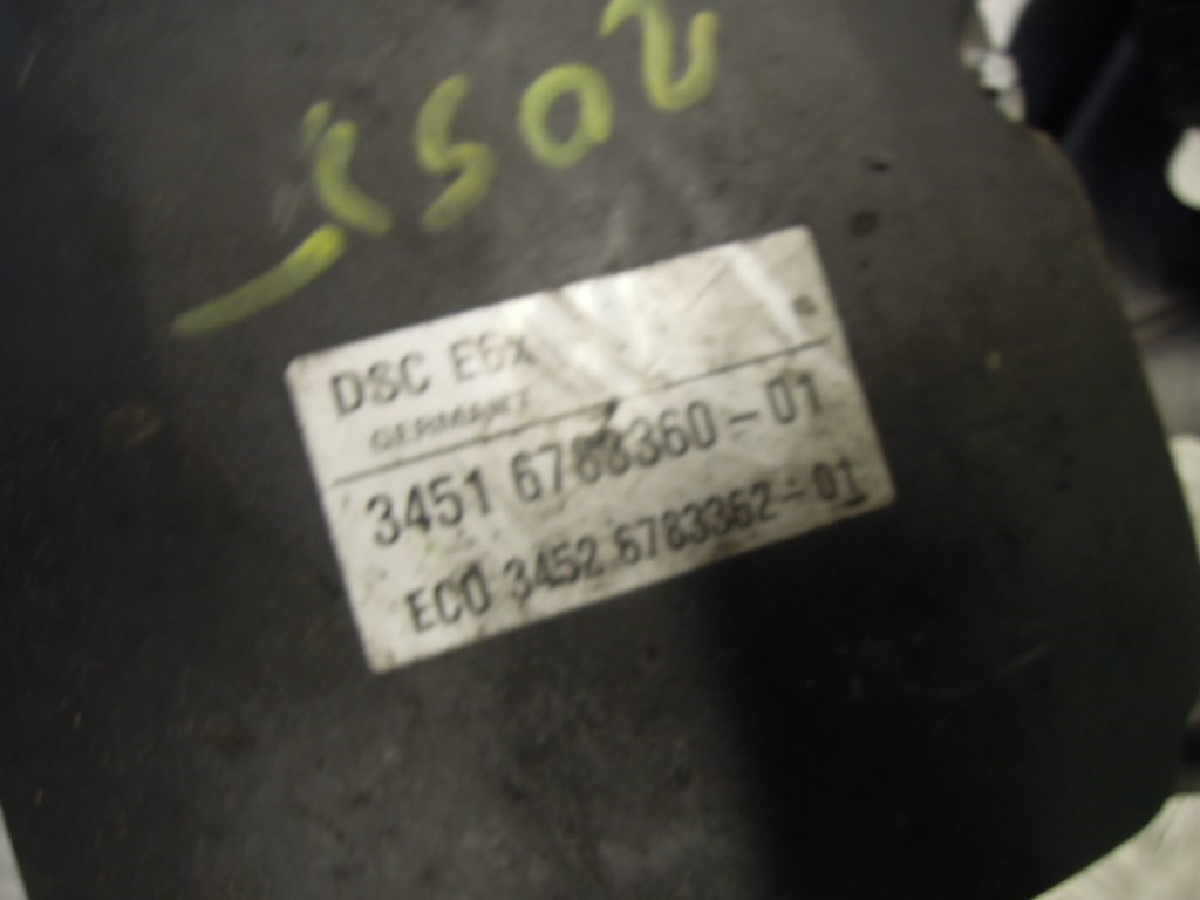 DSC E6x
GERMANY
3451 6783360-01
ECO 3452 6783362-01